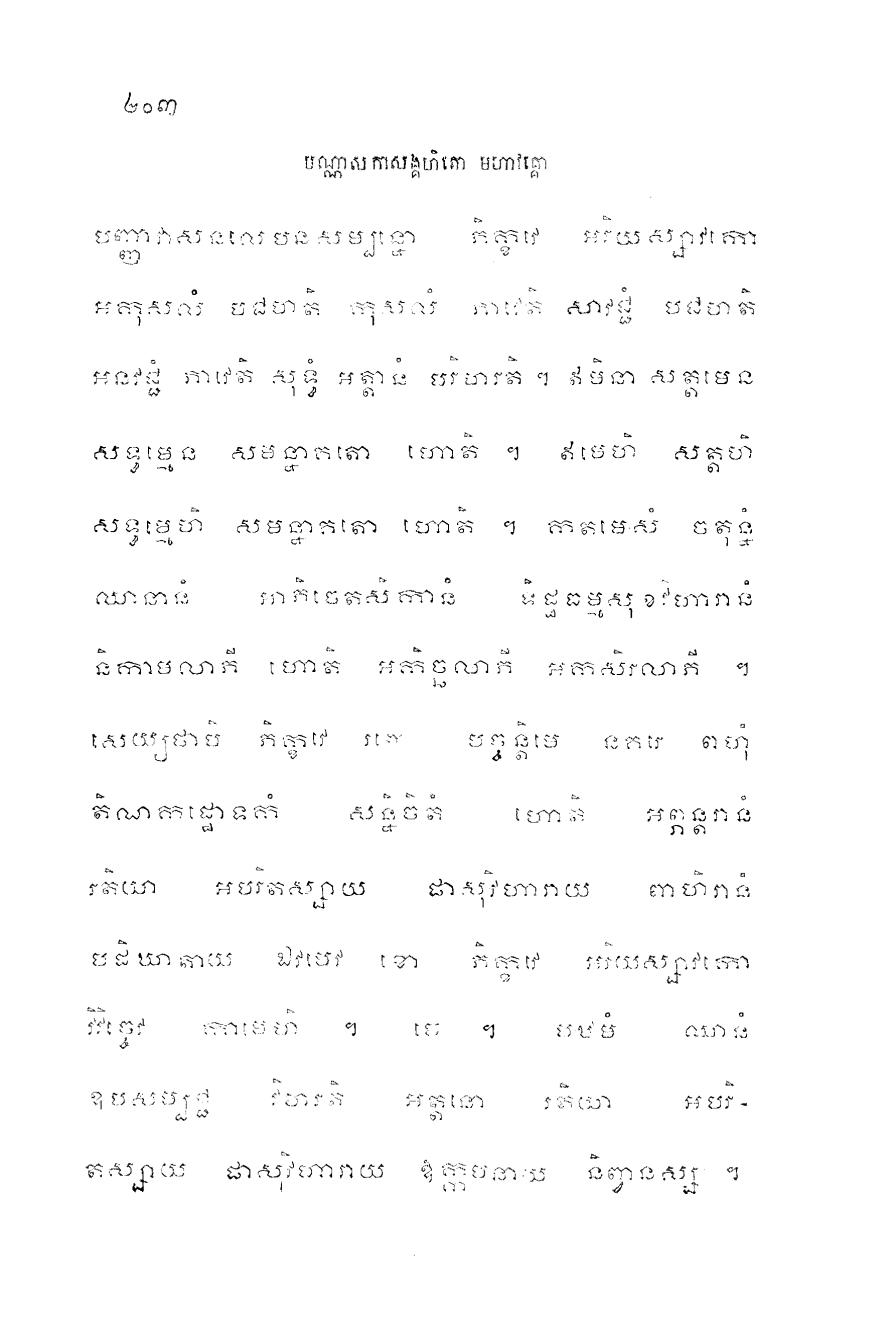 ២០៣
បណ្ណាសកាសង្គហិតោ មហាវគ្គោ
បញ្ញាវាសនលេបនសម្បន្នោ ភិក្ខវេ អរិយស្សាវកោ
អកុសលំ បជហាតិ កុសលំ ភាវេតិ សាវជ្ជំ បជហាតិ
អនវជ្ជំ ភាវេតិ សុទ្ធំ អត្តានំ បរិហរតិ។ ឥមិនា សត្តមេន
សទ្ធម្មេន សមន្នាគតោ ហោតិ ។ ឥមេហិ សត្តហិ
សទ្ធម្មេហិ សមន្នាគតោ ហោតិ ។ កាតមេសំ ចតុន្នំ
ឈានានំ អាភិចេតសិកានំ ទិដ្ឋធម្មសុខវិហារានំ
និកាមលាភី ហោតិ អកិច្ឆលាភី អកសិរលាភី ។
សេយ្យថាបិ ភិក្ខវេ រញោ បច្ចន្តិមេ នគរេ ពហុំ
តិណកដ្ឋោទកំ សន្និចិតំ ហោតិ អព្ភន្តរានំ
រតិយា អបរិតស្សាយ ផាសុវិហារាយ ពាហិរានំ
បដិឃាតាយ ឯវមេវ ខោ ភិក្ខវេ អរិយស្សាវកោ
វិវិច្ចេវ កាមេហិ ។ បេ ។ បឋមំ ឈានំ
ឧបសម្បជ្ជ វិហរតិ អត្តនោ រតិយា អបរិ-
តស្សាយ ផាសុវិហារាយ ឱក្កាមនាយ និព្វានស្ស ។